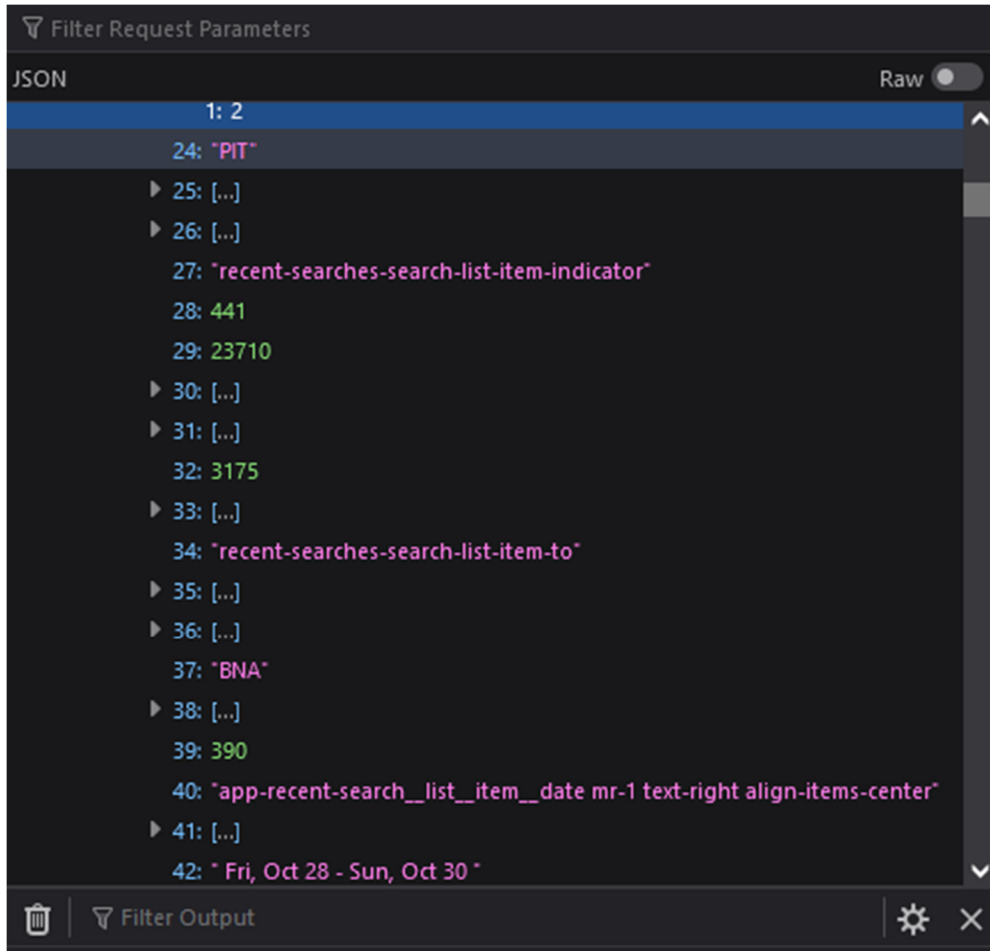 Filter Request Parameters
JSON Raw
1: 2
24: "PIT"
25: [...]
26: [...]
27: "recent-searches-search-list-item-indicator"
28: 441
29: 23710
30: [...]
31: [...]
32: 3175
33: [...]
34: "recent-searches-search-list-item-to"
35: [...]
36: [...]
37: "BNA"
38: [...]
39: 390
40: "app-recent-search__list__item__date mr-1 text-right align-items-center"
41: [...]
42: " Fri, Oct 28 - Sun, Oct 30 "
Filter Output